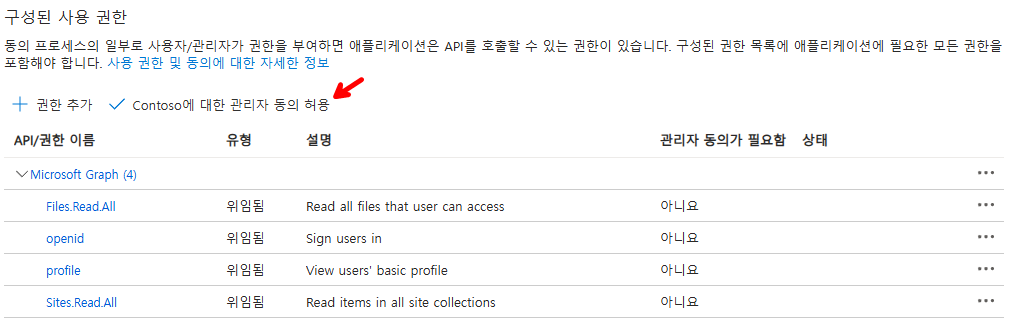 구성된 사용 권한
동의 프로세스의 일부로 사용자/관리자가 권한을 부여하면 애플리케이션은 API를 호출할 수 있는 권한이 있습니다. 구성된 권한 목록에 애플리케이션에 필요한 모든 권한을
포함해야 합니다. 사용 권한 및 동의에 대한 자세한 정보
권한 추가 Contoso에 대한 관리자 동의 허용
API/권한 이름 유형 설명 관리자 동의가 필요함 상태
Microsoft Graph (4)
Files.Read.All 위임됨 Read all files that user can access 아니요
openid 위임됨 Sign users in 아니요
profile 위임됨 View users' basic profile 아니요
Sites.Read.All 위임됨 Read items in all site collections 아니요